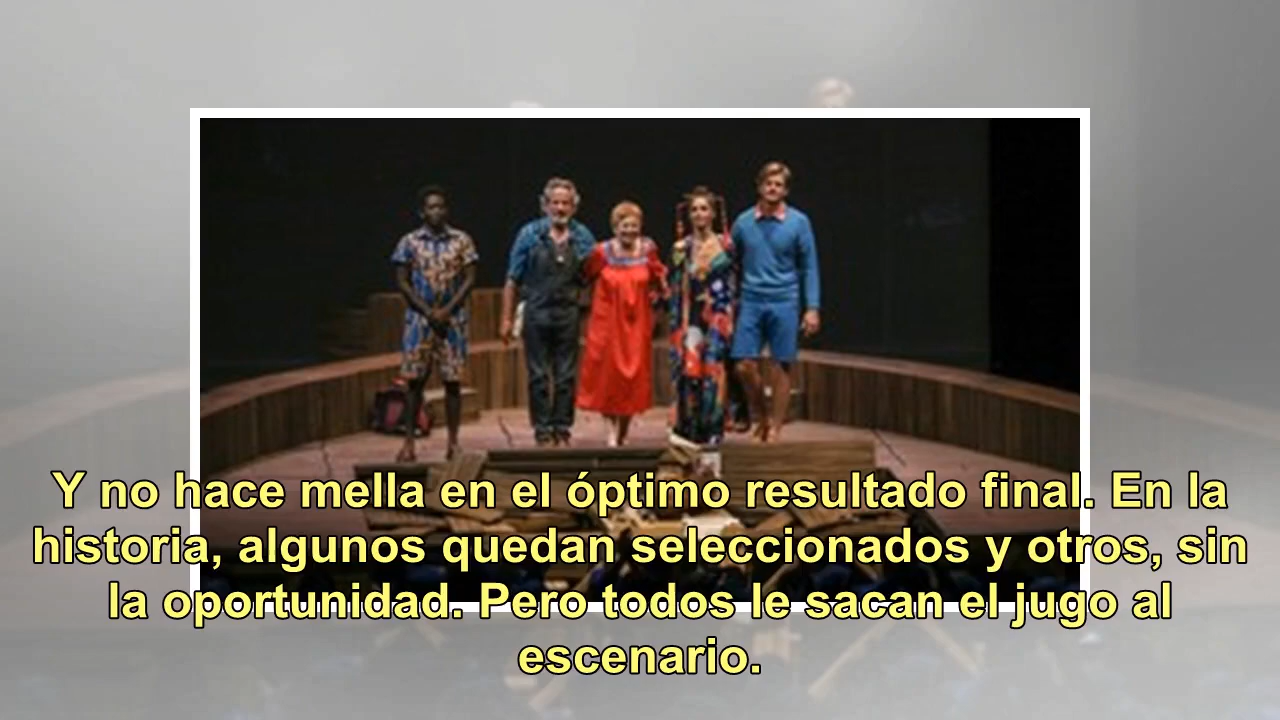 Y no hace mella en el óptimo resultado final. En la
historia, algunos quedan seleccionados y otros, sin
la oportunidad. Pero todos le sacan el jugo al
escenario.